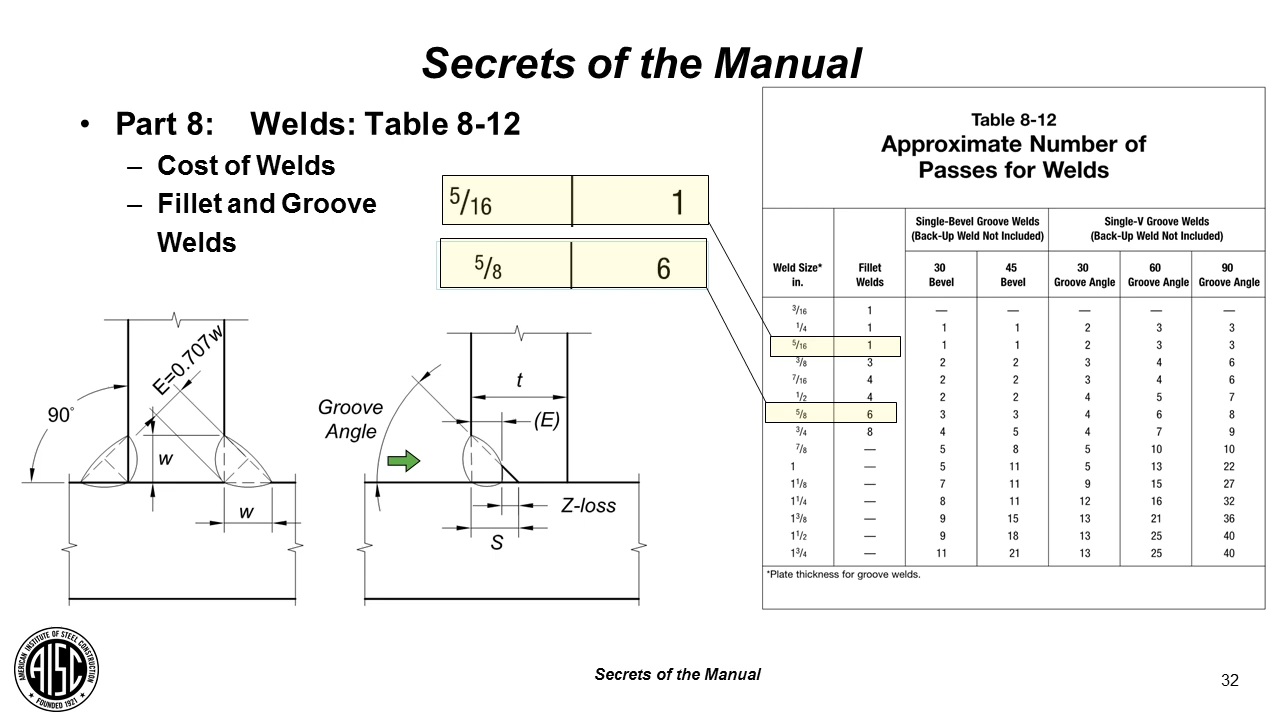 Secrets of the Manual
• Part 8: Welds: Table 8-12
– Cost of Welds
– Fillet and Groove
Welds
5/16 1
5/8 6
90°
E=0.707w
w
w
Groove
Angle
t
(E)
Z-loss
S
Table 8-12
Approximate Number of
Passes for Welds
Single-Bevel Groove Welds Single-V Groove Welds
(Back-Up Weld Not Included) (Back-Up Weld Not Included)
Weld Size* Fillet 30 45 30 60 90
in. Welds Bevel Bevel Groove Angle Groove Angle Groove Angle
3/16 1 — — — — —
1/4 1 1 1 2 3 3
5/16 1 1 1 2 3 3
3/8 3 2 2 3 4 6
7/16 4 2 2 3 4 6
1/2 4 2 2 4 5 7
5/8 6 3 3 4 6 8
3/4 8 4 5 4 7 9
7/8 — 5 8 5 10 10
1 — 5 11 5 13 22
1 1/8 — 7 11 9 15 27
1 1/4 — 8 11 12 16 32
1 3/8 — 9 15 13 21 36
1 1/2 — 9 18 13 25 40
1 3/4 — 11 21 13 25 40
*Plate thickness for groove welds.
AMERICAN INSTITUTE OF STEEL CONSTRUCTION
AISC
FOUNDED 1921
Secrets of the Manual
32